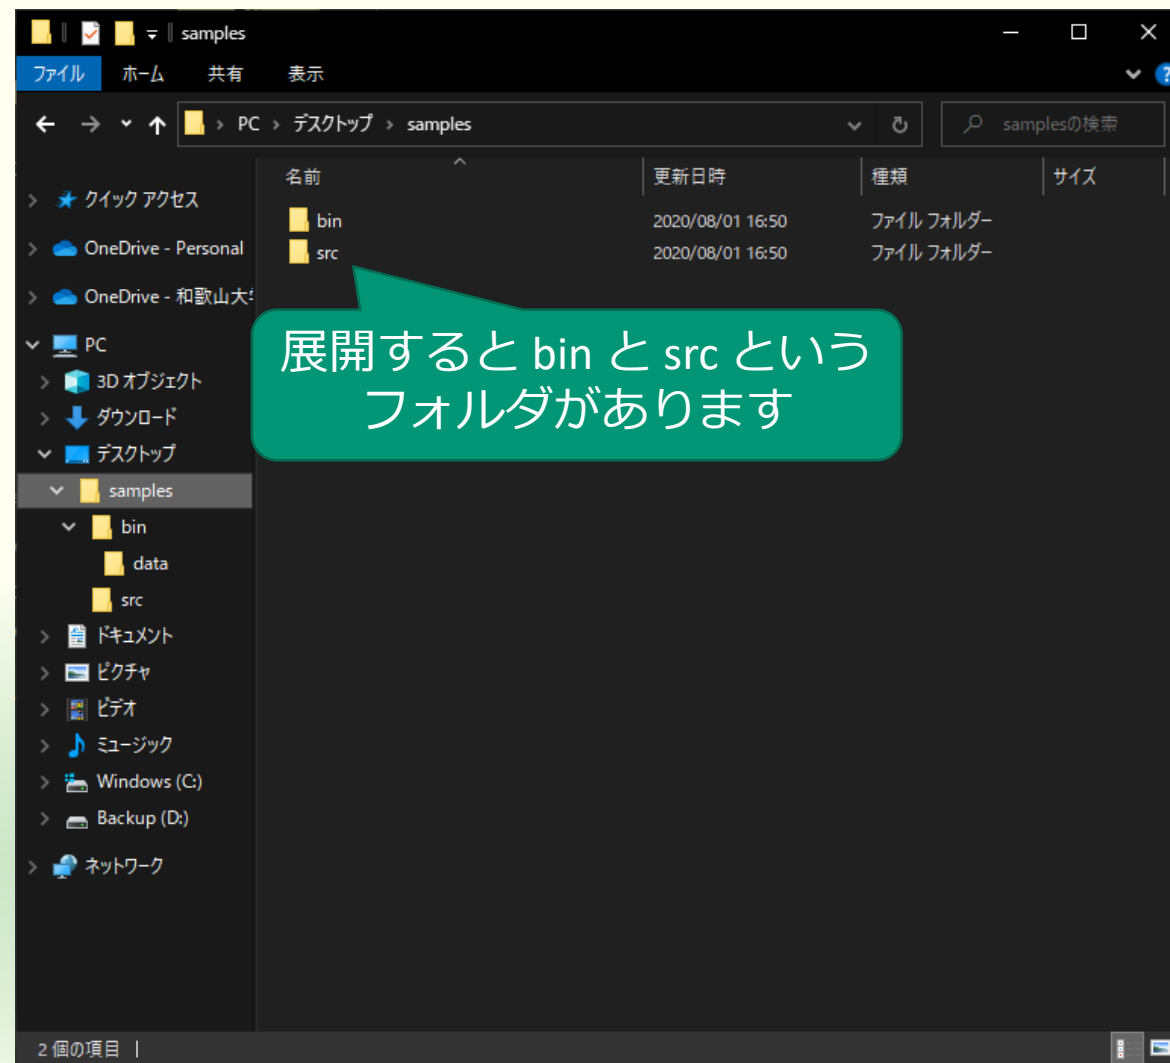 samples
ファイル ホーム 共有 表示
PC › デスクトップ › samples samplesの検索
名前 更新日時 種類 サイズ
bin 2020/08/01 16:50 ファイル フォルダー
src 2020/08/01 16:50 ファイル フォルダー
クイック アクセス
OneDrive - Personal
OneDrive - 和歌山大
PC
3D オブジェクト
ダウンロード
デスクトップ
samples
bin
data
src
ドキュメント
ピクチャ
ビデオ
ミュージック
Windows (C:)
Backup (D:)
ネットワーク
展開すると bin と src という
フォルダがあります
2 個の項目